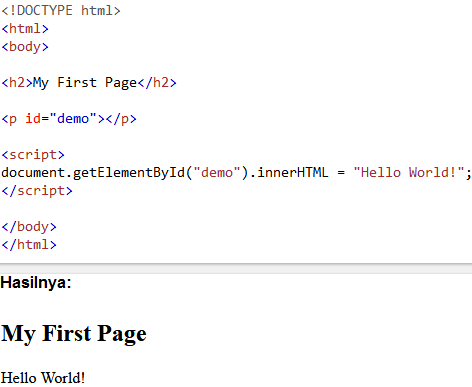 <!DOCTYPE html>
<html>
<body>
<h2>My First Page</h2>
<p id="demo"></p>
<script>
document.getElementById("demo").innerHTML = "Hello World!";
</script>
</body>
</html>
Hasilnya:
My First Page
Hello World!